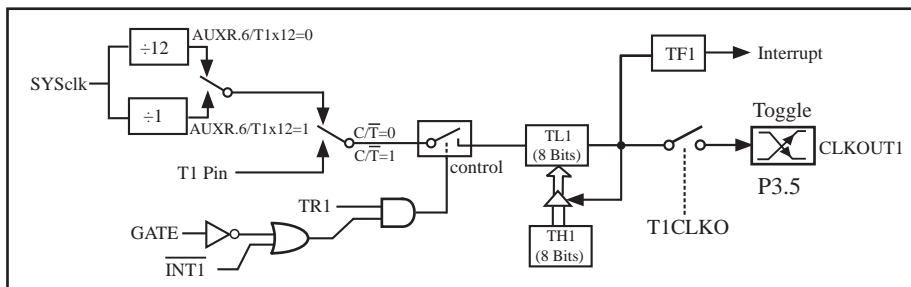 ÷12
AUXR.6/T1x12=0
SYSclk
÷1
AUXR.6/T1x12=1
T1 Pin
C/T̅=0
C/T̅=1
control
TL1
(8 Bits)
TF1
Interrupt
Toggle
CLKOUT1
P3.5
T1CLKO
TR1
GATE
I̅N̅T̅1̅
TH1
(8 Bits)